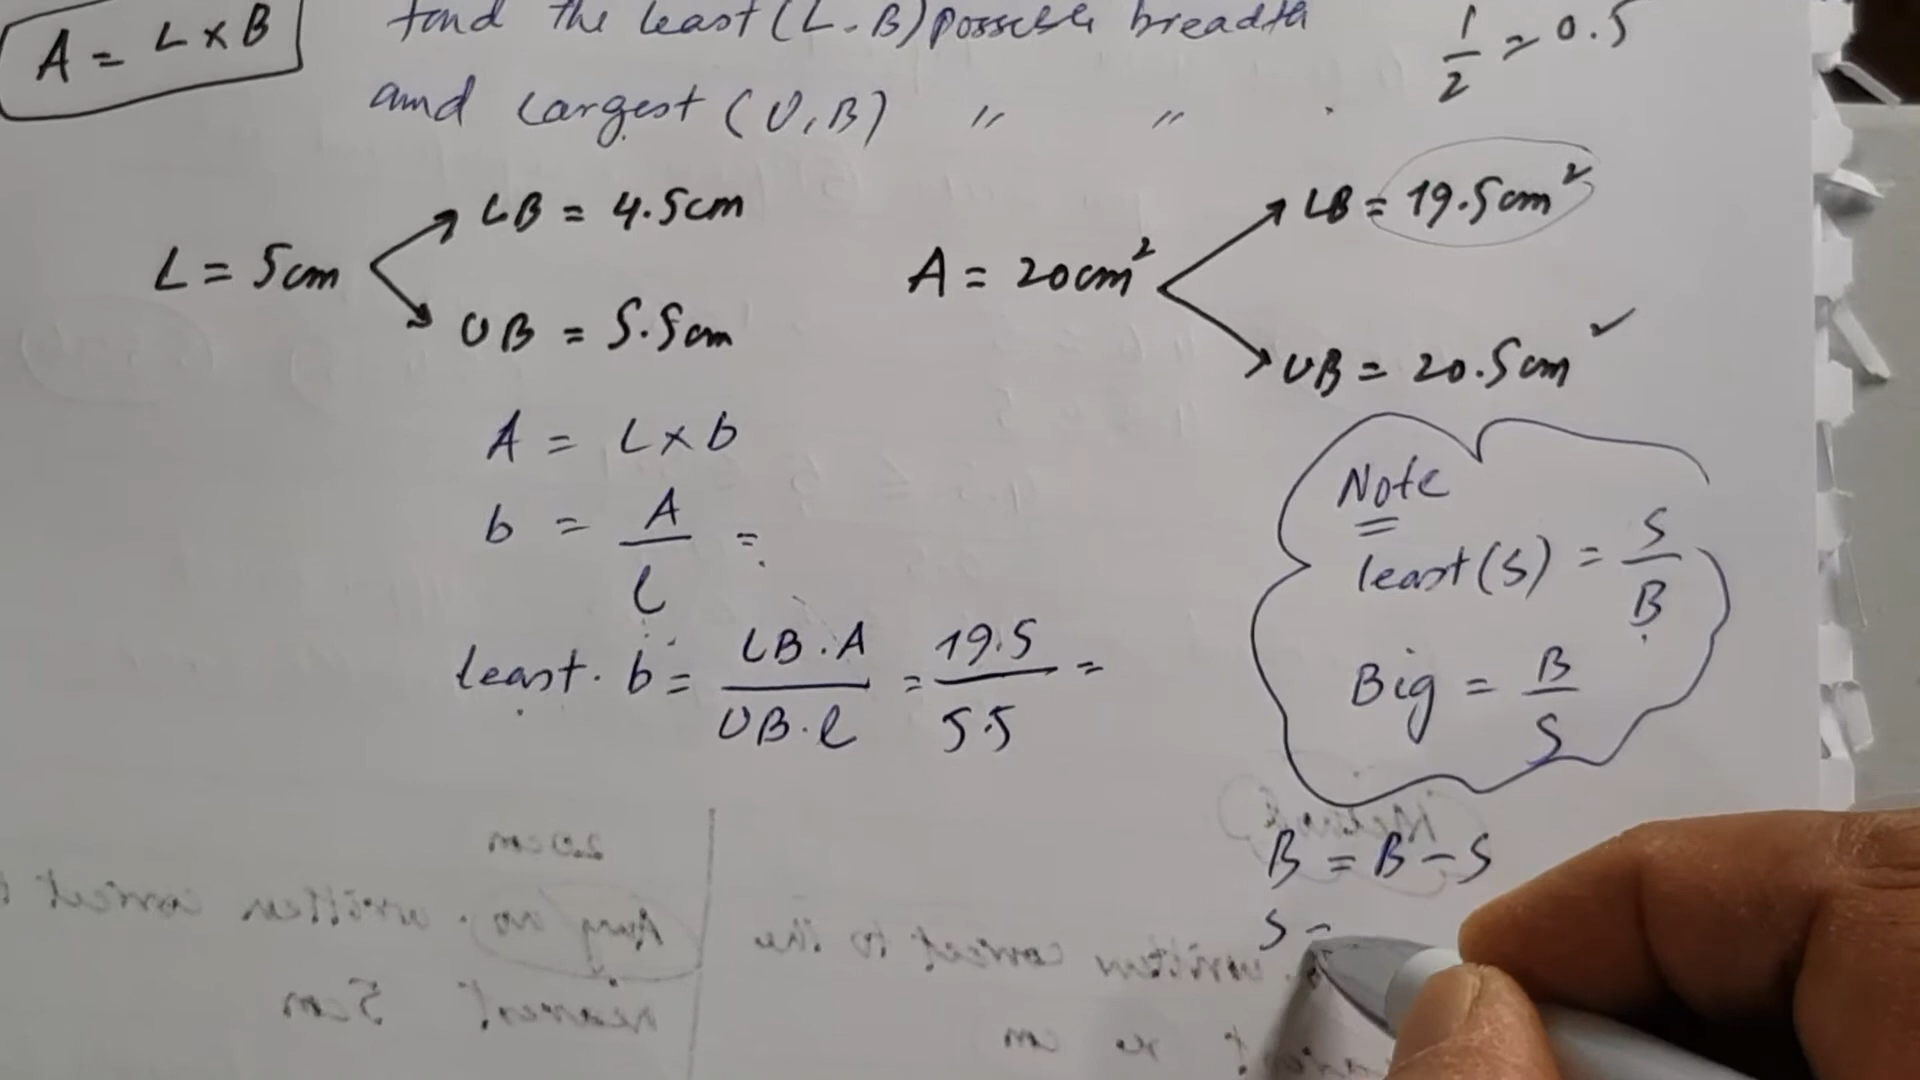 A = L x B
find the least (L.B) possible breadth
and largest (U.B) " " .
1/2 = 0.5
L = 5cm
LB = 4.5cm
UB = 5.5cm
A = 20cm²
LB = 19.5cm²
UB = 20.5cm
A = L x b
b = A/l =
least. b = LB.A/UB.l = 19.5/5.5 =
Note
least (S) = S/B
Big = B/S
B = B - S
S =